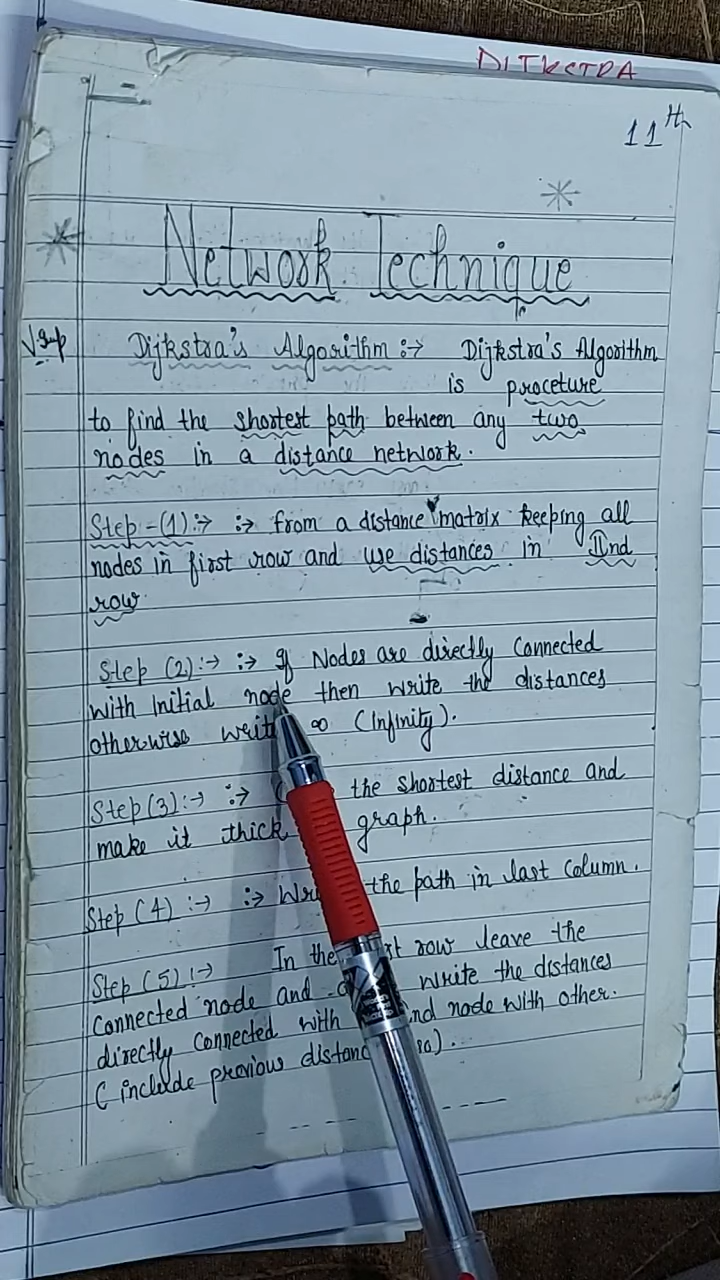 DIJKSTRA
11th
Network Technique
V.Imp Dijkstra's Algorithm :→ Dijkstra's Algorithm
is proceture
to find the shortest path between any two
nodes in a distance network.
Step-(1):→ :→ from a distance matrix keeping all
nodes in first row and use distances in IInd
row.
Step (2):→ :→ If Nodes are directly Connected
with Initial node then write the distances
otherwise ∞ (Infinity).
Step (3):→ :→ the shortest distance and
make it thick graph.
Step (4) :→ :→ the path in last Column.
Step (5) :→ In the row leave the
Connected node and write the distances
directly Connected with node with other.
( include previous